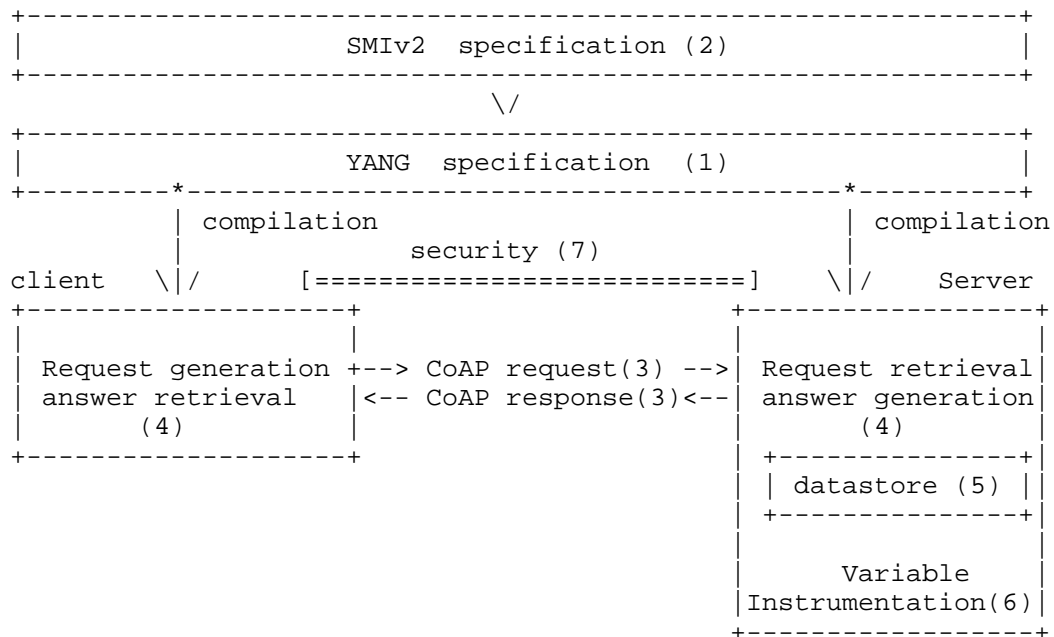 SMIv2 specification (2)
YANG specification (1)
compilation compilation
security (7)
client Server
Request generation CoAP request(3) Request retrieval
answer retrieval CoAP response(3) answer generation
(4) (4)
datastore (5)
Variable
Instrumentation(6)